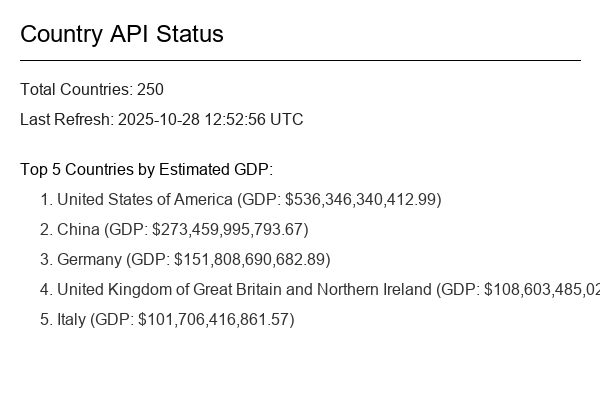 Country API Status
Total Countries: 250
Last Refresh: 2025-10-28 12:52:56 UTC
Top 5 Countries by Estimated GDP:
1. United States of America (GDP: $536,346,340,412.99)
2. China (GDP: $273,459,995,793.67)
3. Germany (GDP: $151,808,690,682.89)
4. United Kingdom of Great Britain and Northern Ireland (GDP: $108,603,485,02
5. Italy (GDP: $101,706,416,861.57)